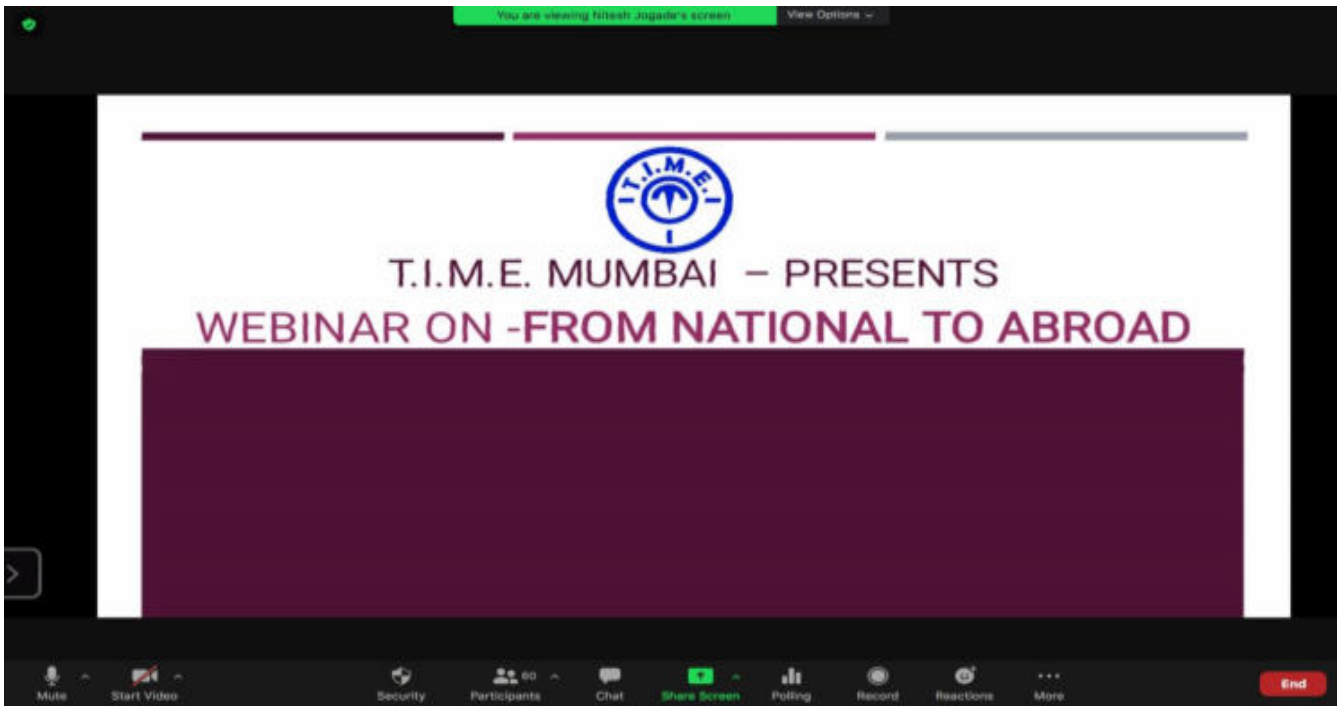 You are viewing Nitesh Jogade's screen View Options
T.I.M.E.
T.I.M.E. MUMBAI – PRESENTS
WEBINAR ON -FROM NATIONAL TO ABROAD
Mute Start Video Security Participants 60 Chat Share Screen Polling Record Reactions More End